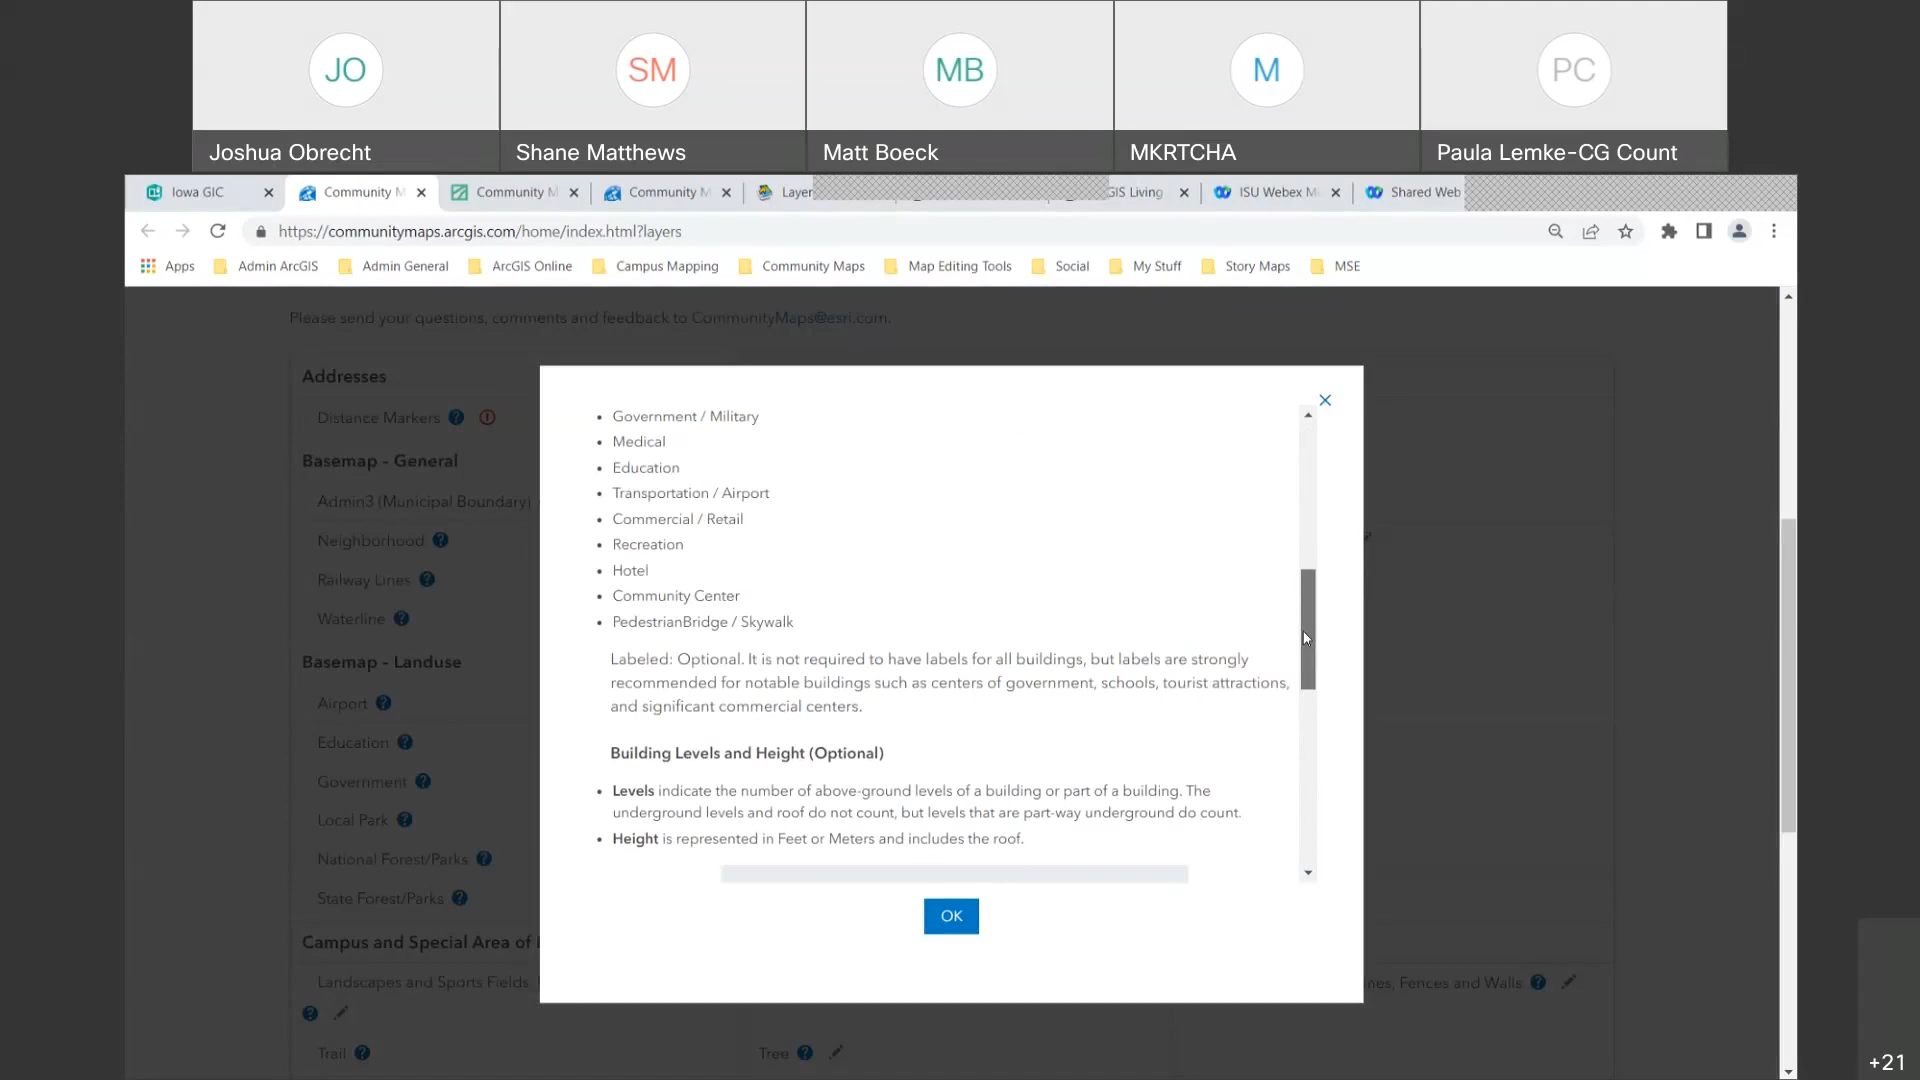 JO
SM
MB
M
PC
Joshua Obrecht
Shane Matthews
Matt Boeck
MKRTCHA
Paula Lemke-CG Count
Iowa GIC
Community M
Community M
Community M
Layer
GIS Living
ISU Webex M
Shared Web
https://communitymaps.arcgis.com/home/index.html?layers
Apps
Admin ArcGIS
Admin General
ArcGIS Online
Campus Mapping
Community Maps
Map Editing Tools
Social
My Stuff
Story Maps
MSE
Please send your questions, comments and feedback to CommunityMaps@esri.com.
Addresses
Distance Markers
Basemap - General
Admin3 (Municipal Boundary)
Neighborhood
Railway Lines
Waterline
Basemap - Landuse
Airport
Education
Government
Local Park
National Forest/Parks
State Forest/Parks
Campus and Special Area of
Landscapes and Sports Fields
nes, Fences and Walls
Trail
Tree
• Government / Military
• Medical
• Education
• Transportation / Airport
• Commercial / Retail
• Recreation
• Hotel
• Community Center
• PedestrianBridge / Skywalk
Labeled: Optional. It is not required to have labels for all buildings, but labels are strongly
recommended for notable buildings such as centers of government, schools, tourist attractions,
and significant commercial centers.
Building Levels and Height (Optional)
• Levels indicate the number of above-ground levels of a building or part of a building. The
underground levels and roof do not count, but levels that are part-way underground do count.
• Height is represented in Feet or Meters and includes the roof.
OK
+21